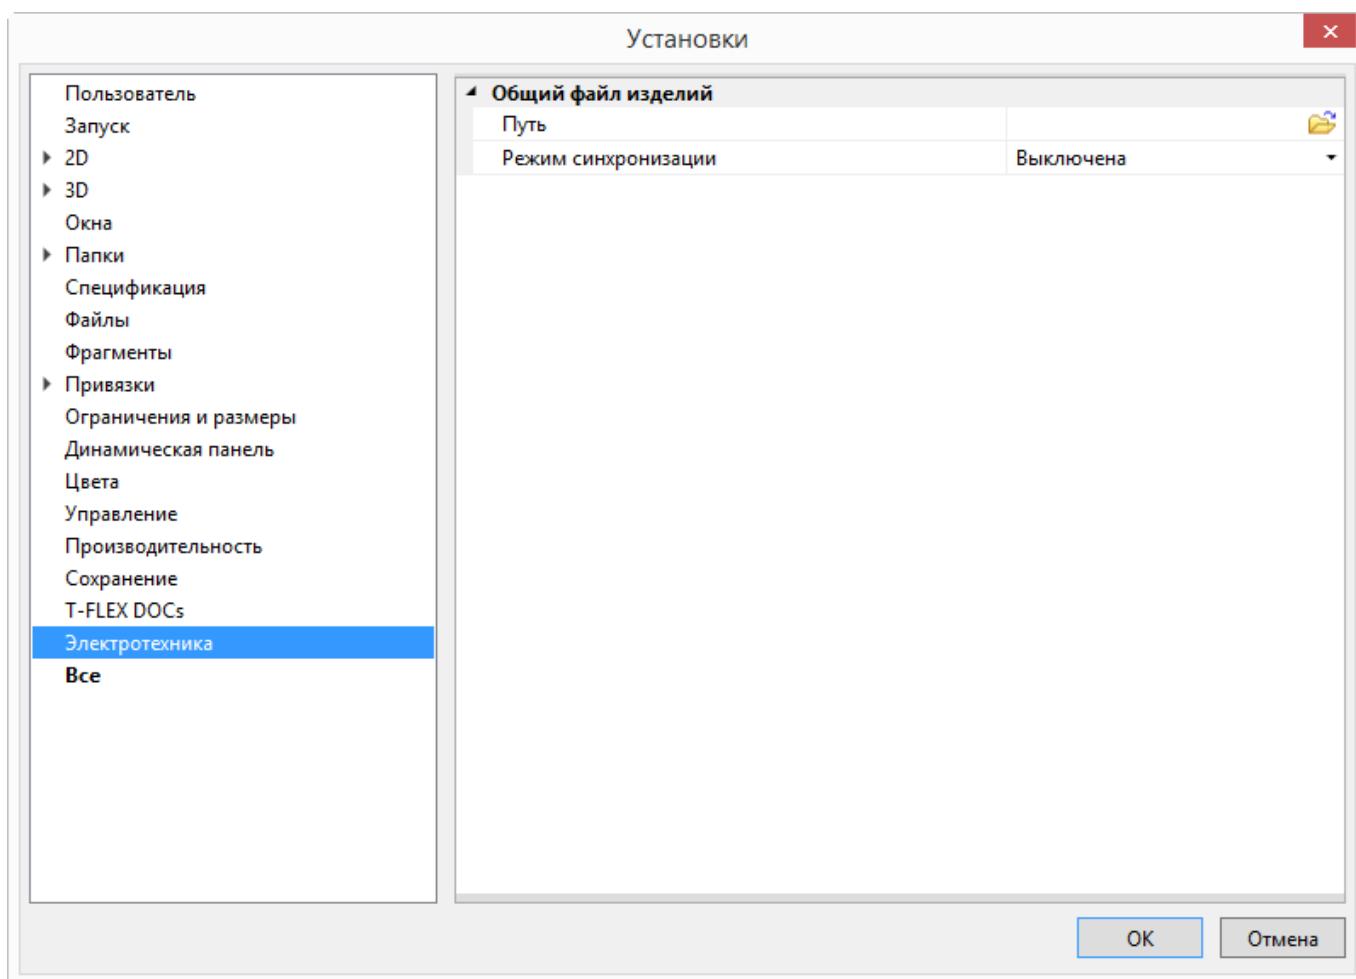 Установки
Пользователь
Запуск
2D
3D
Окна
Папки
Спецификация
Файлы
Фрагменты
Привязки
Ограничения и размеры
Динамическая панель
Цвета
Управление
Производительность
Сохранение
T-FLEX DOCs
Электротехника
Все
Общий файл изделий
Путь
Режим синхронизации Выключена
OK Отмена